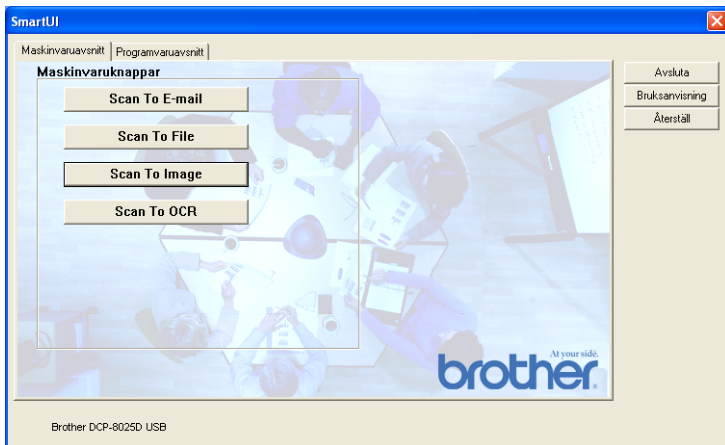 SmartUI
Maskinvaruavsnitt
Programvaruavsnitt
Maskinvaruknappar
Scan To E-mail
Scan To File
Scan To Image
Scan To OCR
Avsluta
Bruksanvisning
Återställ
At your side.
brother
Brother DCP-8025D USB